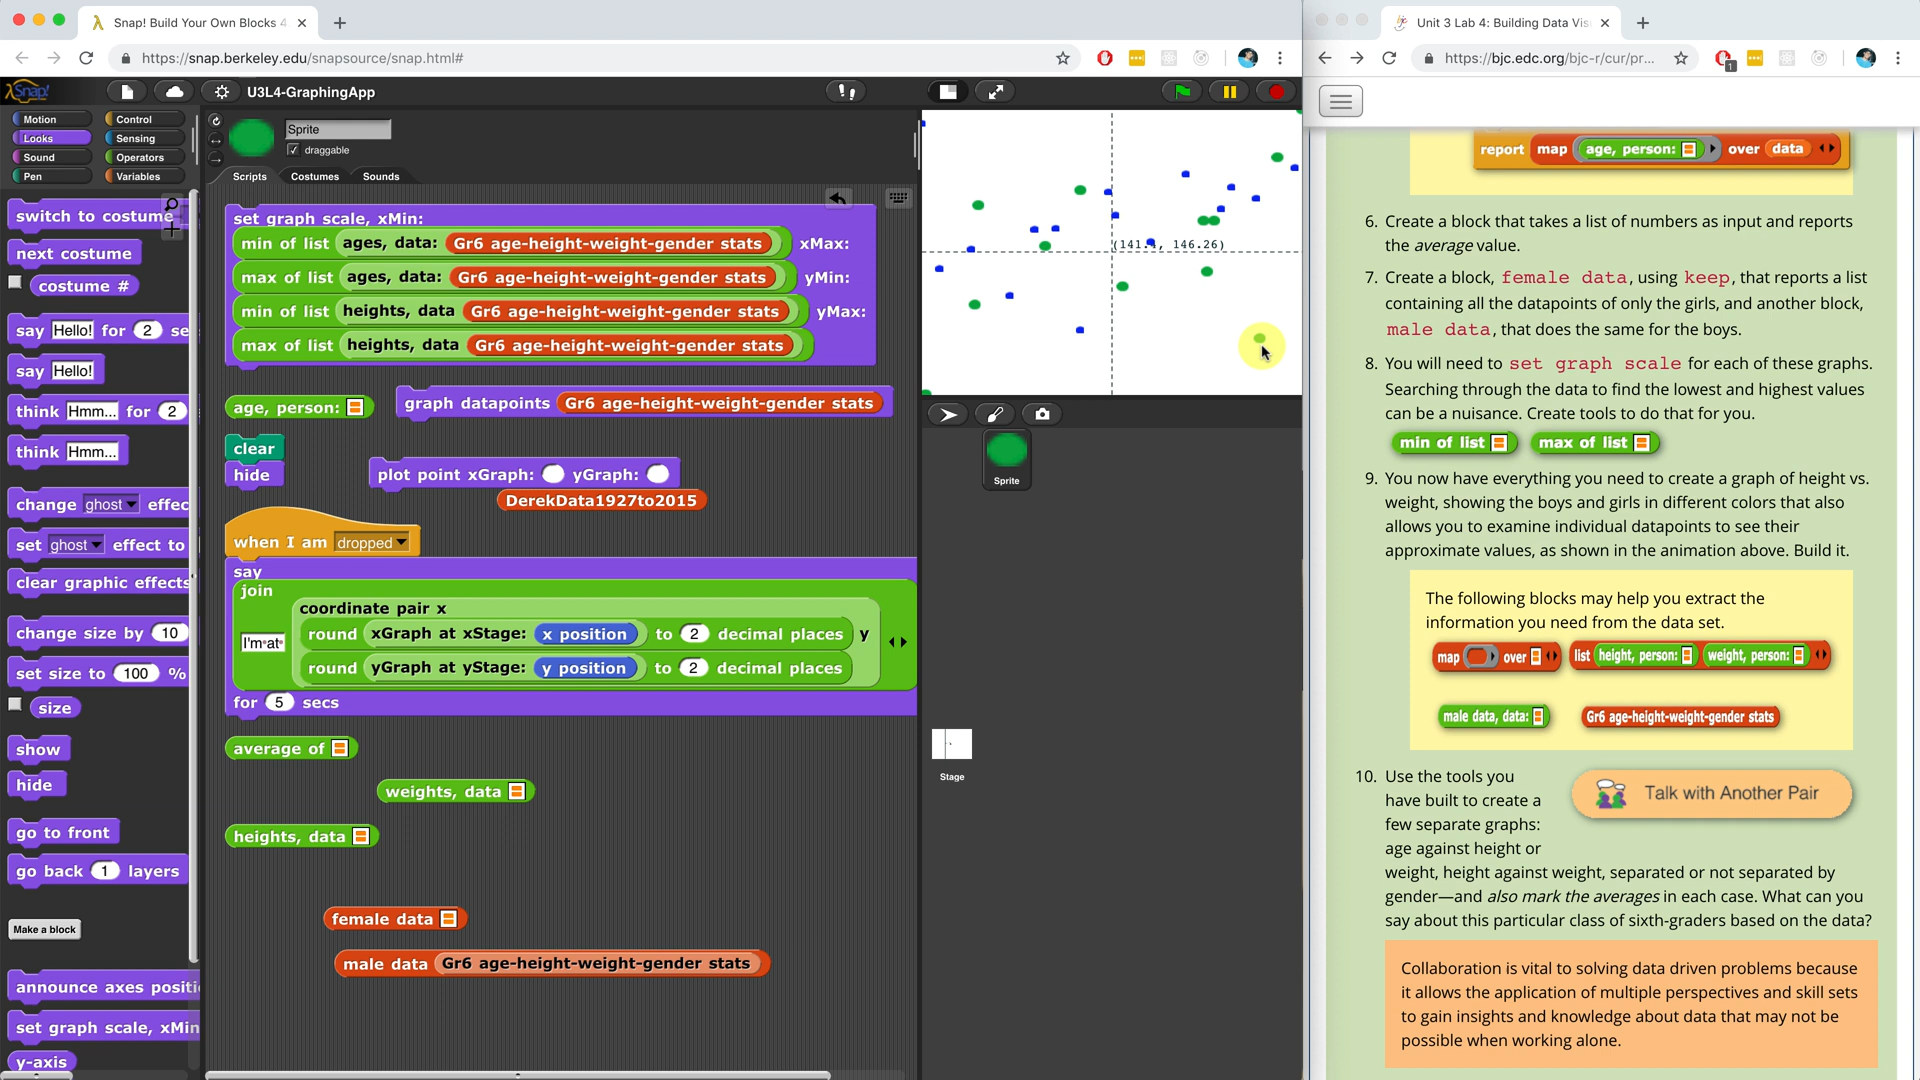 Snap! Build Your Own Blocks 4
https://snap.berkeley.edu/snapsource/snap.html#
Snap!
U3L4-GraphingApp
Motion
Control
Looks
Sensing
Sound
Operators
Pen
Variables
switch to costume
next costume
costume #
say Hello! for 2 se
say Hello!
think Hmm... for 2
think Hmm...
change ghost effec
set ghost effect to
clear graphic effects
change size by 10
set size to 100 %
size
show
hide
go to front
go back 1 layers
Make a block
announce axes positi
set graph scale, xMin
y-axis
Sprite
draggable
Scripts
Costumes
Sounds
set graph scale, xMin:
min of list ages, data: Gr6 age-height-weight-gender stats xMax:
max of list ages, data: Gr6 age-height-weight-gender stats yMin:
min of list heights, data Gr6 age-height-weight-gender stats yMax:
max of list heights, data Gr6 age-height-weight-gender stats
age, person:
graph datapoints Gr6 age-height-weight-gender stats
clear
hide
plot point xGraph: yGraph:
DerekData1927to2015
when I am dropped
say
join
coordinate pair x
I'm at
round xGraph at xStage: x position to 2 decimal places y
round yGraph at yStage: y position to 2 decimal places
for 5 secs
average of
weights, data
heights, data
female data
male data Gr6 age-height-weight-gender stats
, 146.26)
Sprite
Stage
Unit 3 Lab 4: Building Data Vis
https://bjc.edc.org/bjc-r/cur/pr...
1
report map age, person: over data
6. Create a block that takes a list of numbers as input and reports
the average value.
7. Create a block, female data, using keep, that reports a list
containing all the datapoints of only the girls, and another block,
male data, that does the same for the boys.
8. You will need to set graph scale for each of these graphs.
Searching through the data to find the lowest and highest values
can be a nuisance. Create tools to do that for you.
min of list
max of list
9. You now have everything you need to create a graph of height vs.
weight, showing the boys and girls in different colors that also
allows you to examine individual datapoints to see their
approximate values, as shown in the animation above. Build it.
The following blocks may help you extract the
information you need from the data set.
map over
list height, person: weight, person:
male data, data:
Gr6 age-height-weight-gender stats
10. Use the tools you
have built to create a
few separate graphs:
age against height or
Talk with Another Pair
weight, height against weight, separated or not separated by
gender—and also mark the averages in each case. What can you
say about this particular class of sixth-graders based on the data?
Collaboration is vital to solving data driven problems because
it allows the application of multiple perspectives and skill sets
to gain insights and knowledge about data that may not be
possible when working alone.